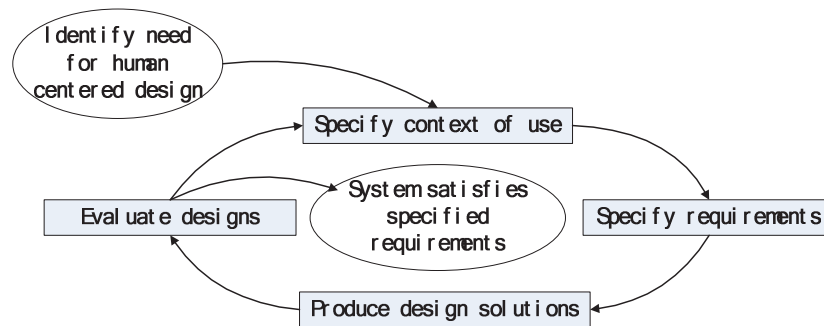 Identify need
for human
centered design
Specify context of use
System satisfies
specified
requirements
Evaluate designs
Specify requirements
Produce design solutions